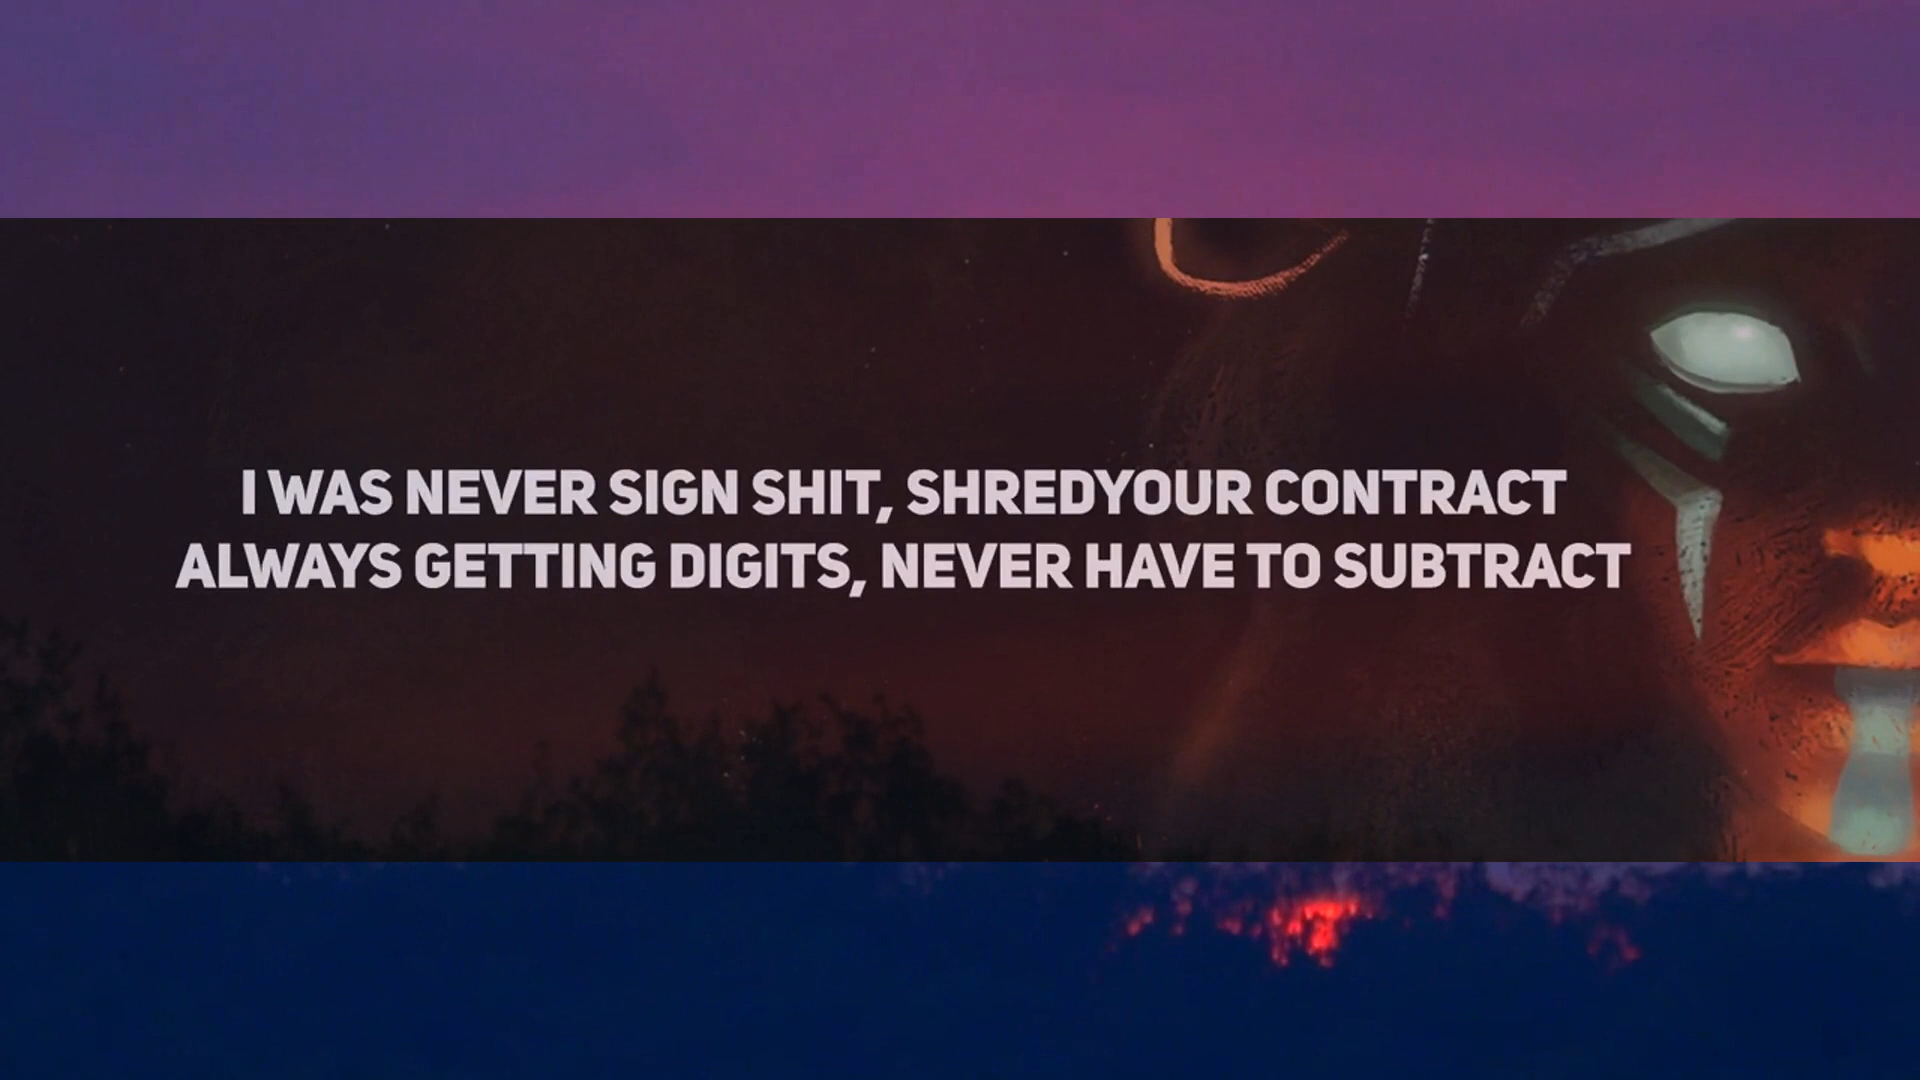 I WAS NEVER SIGN SHIT, SHREDYOUR CONTRACT
ALWAYS GETTING DIGITS, NEVER HAVE TO SUBTRACT